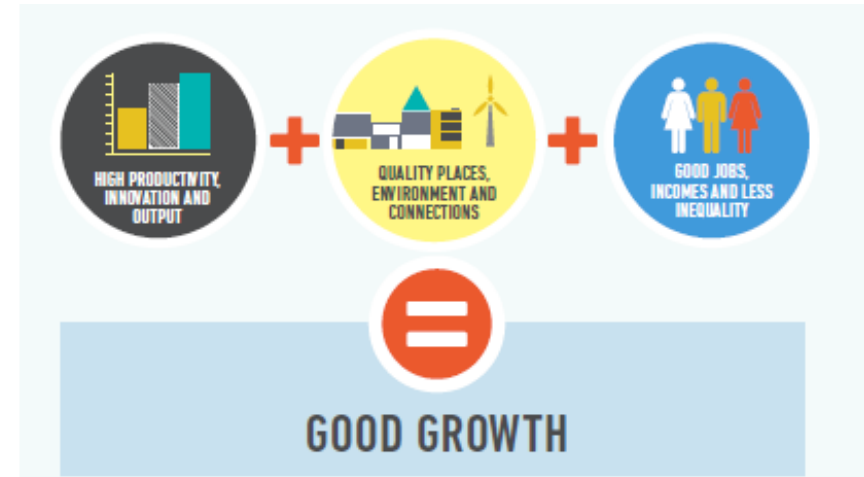 HIGH PRODUCTIVITY,
INNOVATION AND
OUTPUT
QUALITY PLACES,
ENVIRONMENT AND
CONNECTIONS
GOOD JOBS,
INCOMES AND LESS
INEQUALITY
GOOD GROWTH